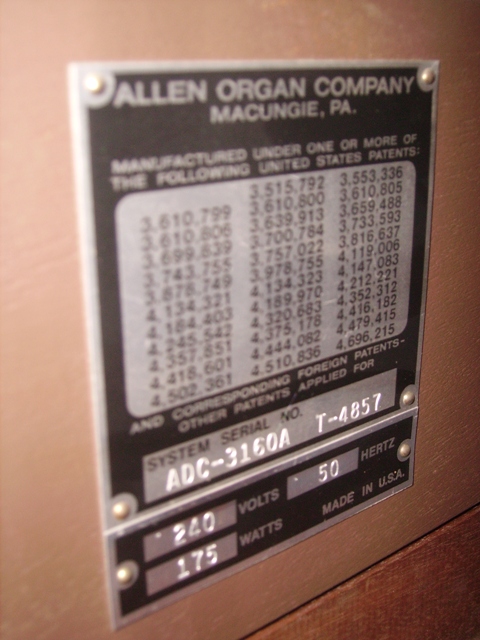 ALLEN ORGAN COMPANY
MACUNGIE, PA.
MANUFACTURED UNDER ONE OR MORE OF
THE FOLLOWING UNITED STATES PATENTS:
3,515,792 3,553,336
3,610,799 3,610,800 3,610,805
3,610,806 3,639,913 3,659,488
3,699,839 3,700,784 3,733,593
3,743,755 3,757,022 3,816,637
3,878,749 3,978,755 4,119,006
4,134,321 4,134,323 4,147,083
4,184,403 4,189,970 4,212,221
4,245,542 4,320,683 4,352,312
4,357,851 4,375,178 4,416,182
4,418,601 4,444,082 4,479,415
4,502,361 4,510,836 4,696,215
AND CORRESPONDING FOREIGN PATENTS-
OTHER PATENTS APPLIED FOR
SYSTEM SERIAL NO.
ADC-3160A T-4857
240 VOLTS 50 HERTZ
175 WATTS MADE IN U.S.A.